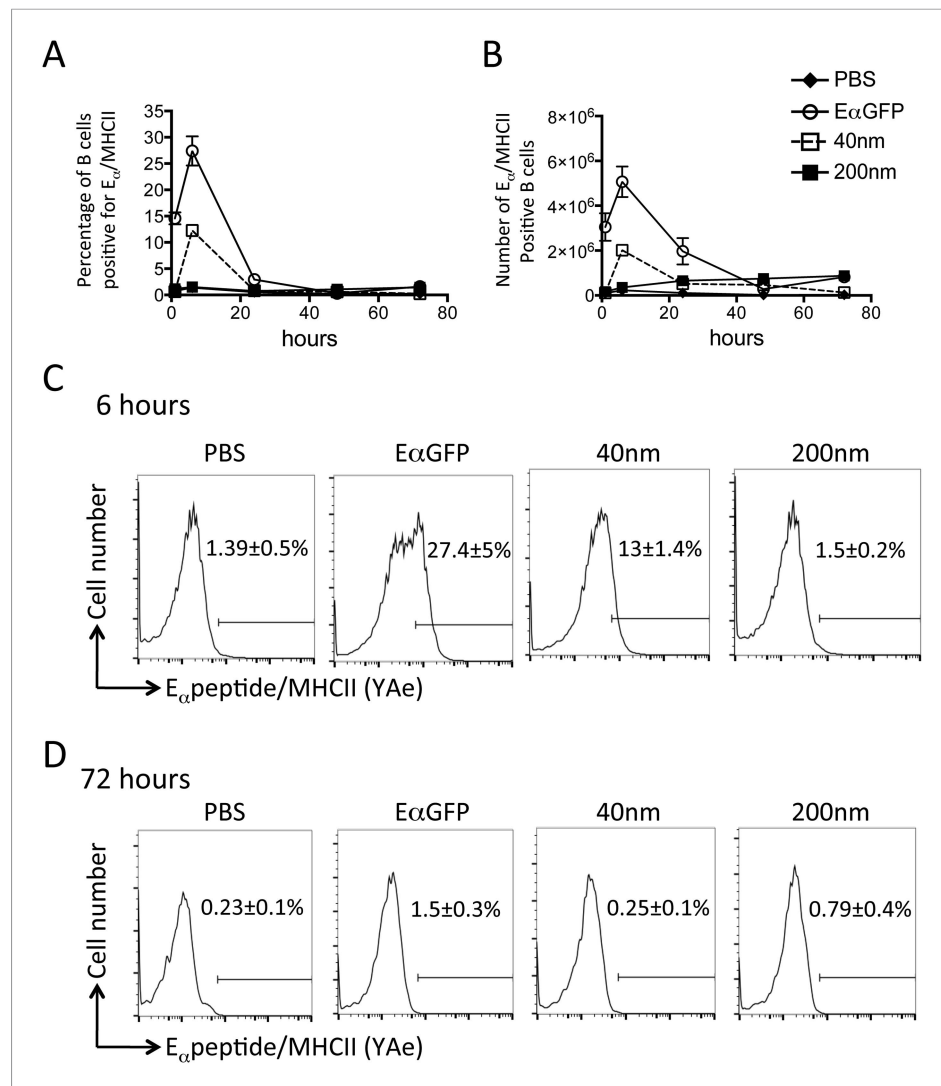 A
Percentage of B cells
positive for Eα/MHCII
35
30
25
20
15
10
5
0
0 20 40 60 80
hours
B
Number of Eα/MHCII
Positive B cells
8×10⁶
6×10⁶
4×10⁶
2×10⁶
0
0 20 40 60 80
hours
PBS
EαGFP
40nm
200nm
C
6 hours
PBS EαGFP 40nm 200nm
1.39±0.5% 27.4±5% 13±1.4% 1.5±0.2%
Cell number
Eαpeptide/MHCII (YAe)
D
72 hours
PBS EαGFP 40nm 200nm
0.23±0.1% 1.5±0.3% 0.25±0.1% 0.79±0.4%
Cell number
Eαpeptide/MHCII (YAe)